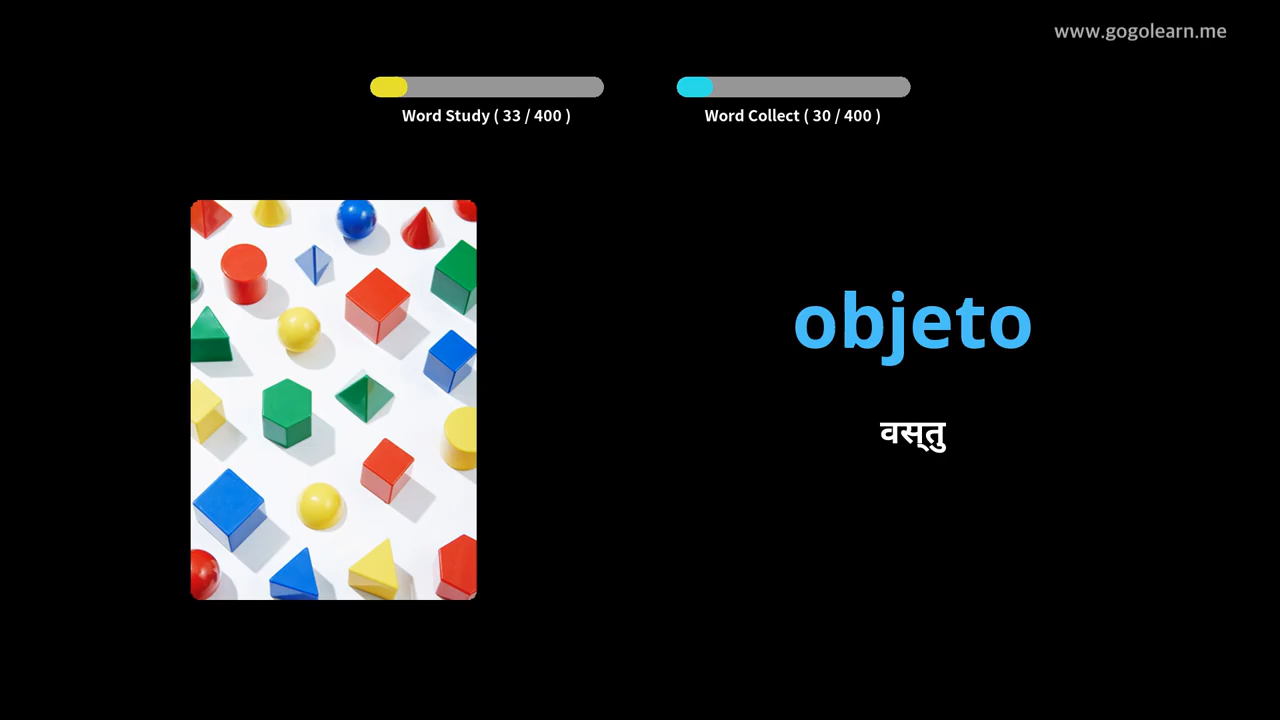 www.gogolearn.me
Word Study ( 33 / 400 )
Word Collect ( 30 / 400 )
objeto
वस्तु